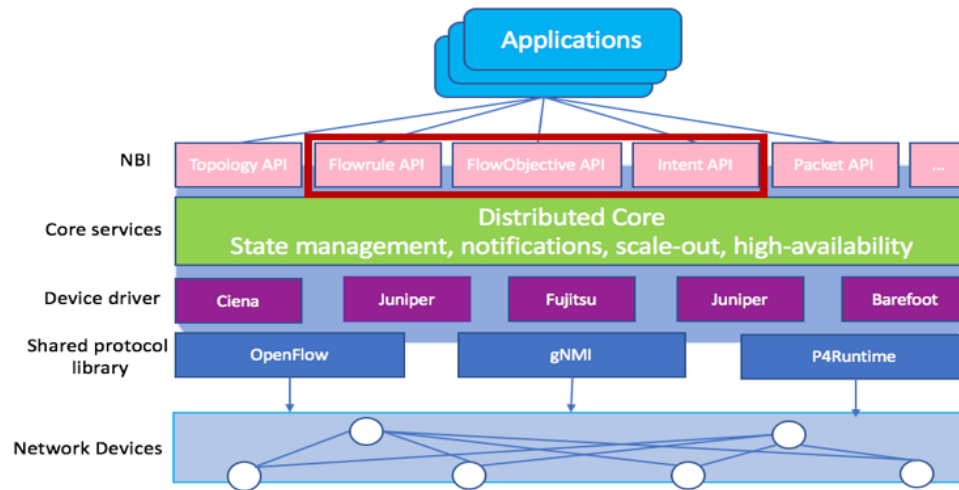 Applications
NBI
Topology API
Flowrule API
FlowObjective API
Intent API
Packet API
...
Core services
Distributed Core
State management, notifications, scale-out, high-availability
Device driver
Ciena
Juniper
Fujitsu
Juniper
Barefoot
Shared protocol
library
OpenFlow
gNMI
P4Runtime
Network Devices